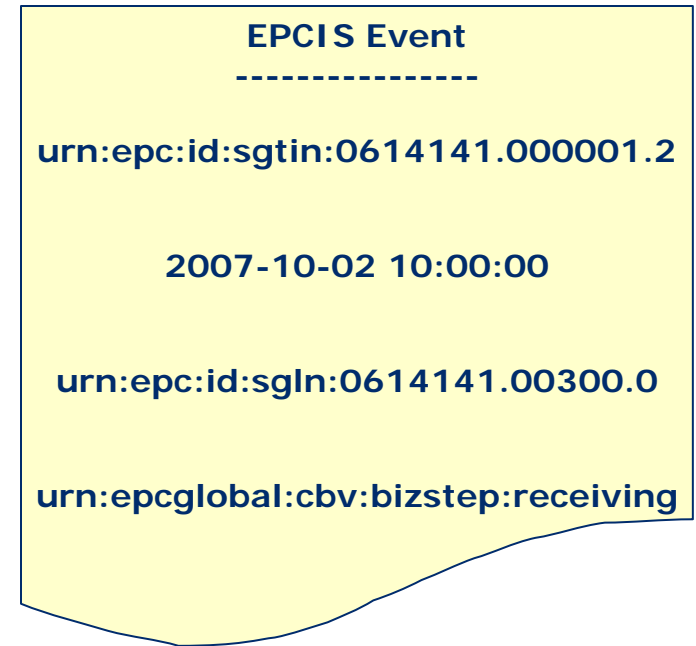 EPCIS Event
----------------
urn:epc:id:sgtin:0614141.000001.2
2007-10-02 10:00:00
urn:epc:id:sgln:0614141.00300.0
urn:epcglobal:cbv:bizstep:receiving